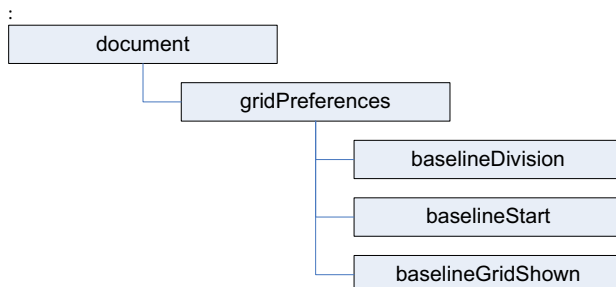 :
document
gridPreferences
baselineDivision
baselineStart
baselineGridShown